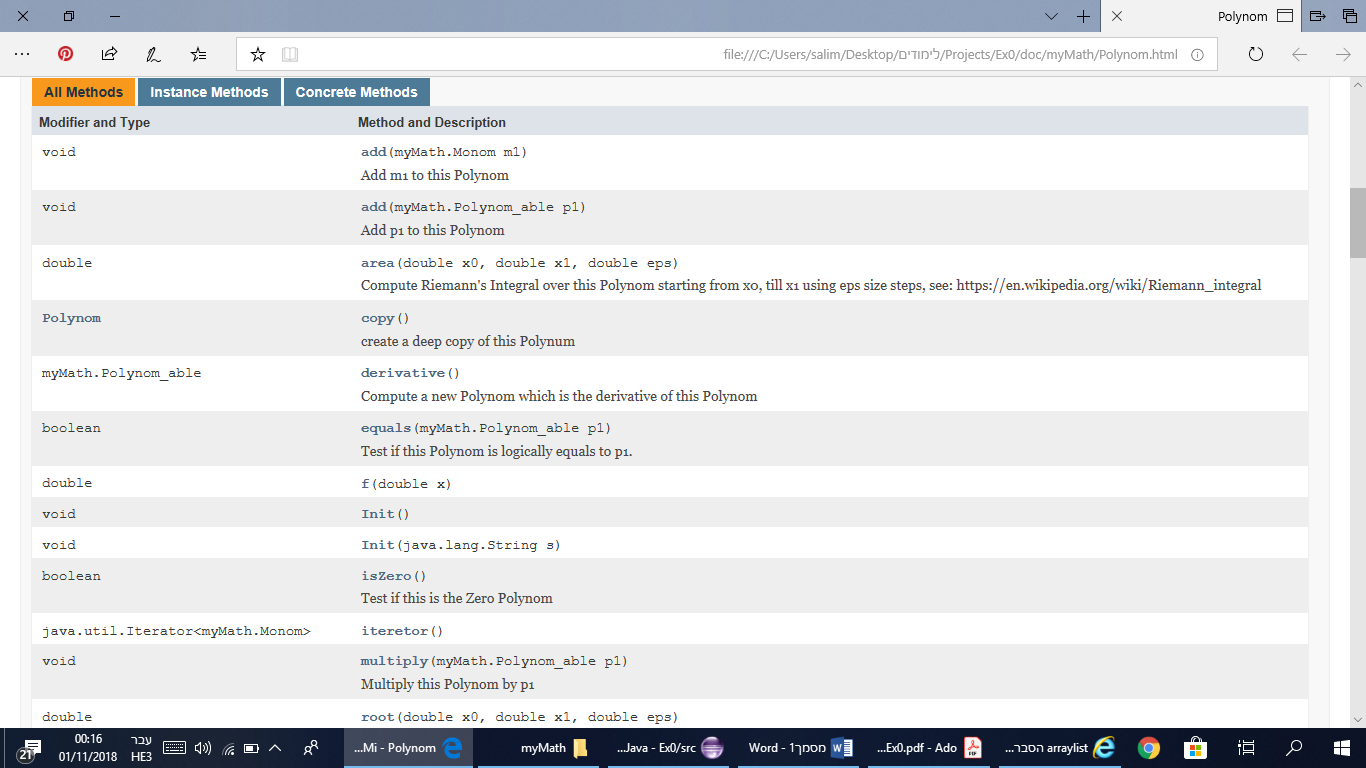 Polynom
file:///C:/Users/salim/Desktop/לימודים/Projects/Ex0/doc/myMath/Polynom.html
All Methods Instance Methods Concrete Methods
Modifier and Type Method and Description
void add(myMath.Monom m1)
Add m1 to this Polynom
void add(myMath.Polynom_able p1)
Add p1 to this Polynom
double area(double x0, double x1, double eps)
Compute Riemann's Integral over this Polynom starting from x0, till x1 using eps size steps, see: https://en.wikipedia.org/wiki/Riemann_integral
Polynom copy()
create a deep copy of this Polynum
myMath.Polynom_able derivative()
Compute a new Polynom which is the derivative of this Polynom
boolean equals(myMath.Polynom_able p1)
Test if this Polynom is logically equals to p1.
double f(double x)
void Init()
void Init(java.lang.String s)
boolean isZero()
Test if this is the Zero Polynom
java.util.Iterator<myMath.Monom> iteretor()
void multiply(myMath.Polynom_able p1)
Multiply this Polynom by p1
double root(double x0, double x1, double eps)
21
00:16
01/11/2018
עבר
HE3
...Mi - Polynom
myMath
...Java - Ex0/src
Word - מסמך1
...Ex0.pdf - Ado
...הסבר arraylist